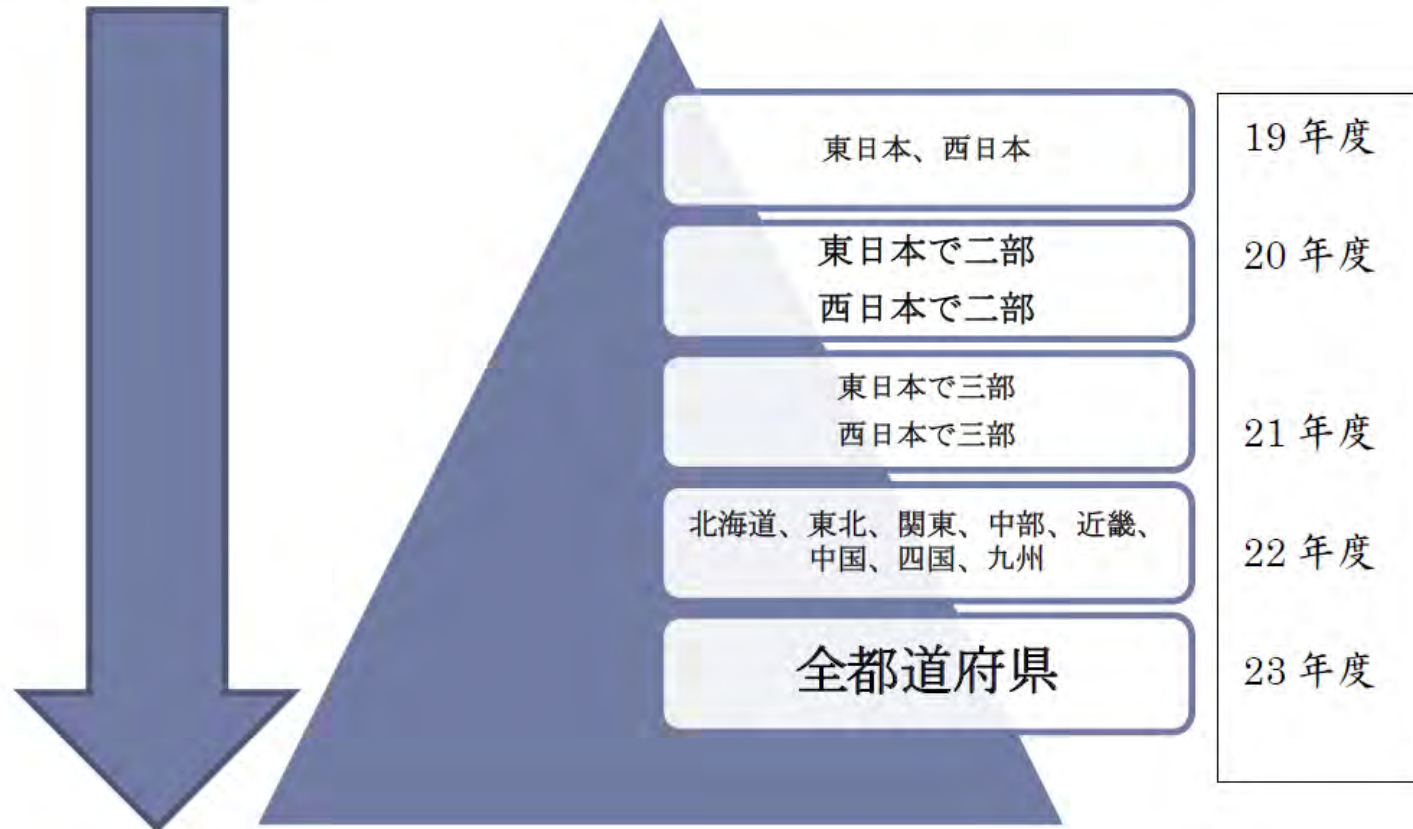 東日本、西日本
19 年度
東日本で二部
西日本で二部
20 年度
東日本で三部
西日本で三部
21 年度
北海道、東北、関東、中部、近畿、
中国、四国、九州
22 年度
全都道府県
23 年度